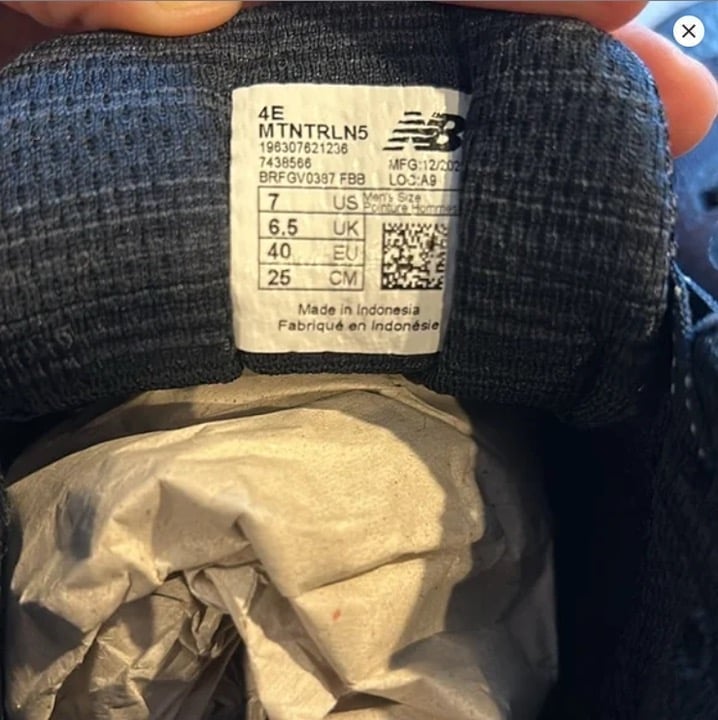 4E
MTNTRLN5
196307621236
7438566
MFG:12/202
BRFGV0387 FBB
LOC:A9
7 US
Men's Size
Pointure Hommes
6.5 UK
40 EU
25 CM
Made in Indonesia
Fabriqué en Indonésie